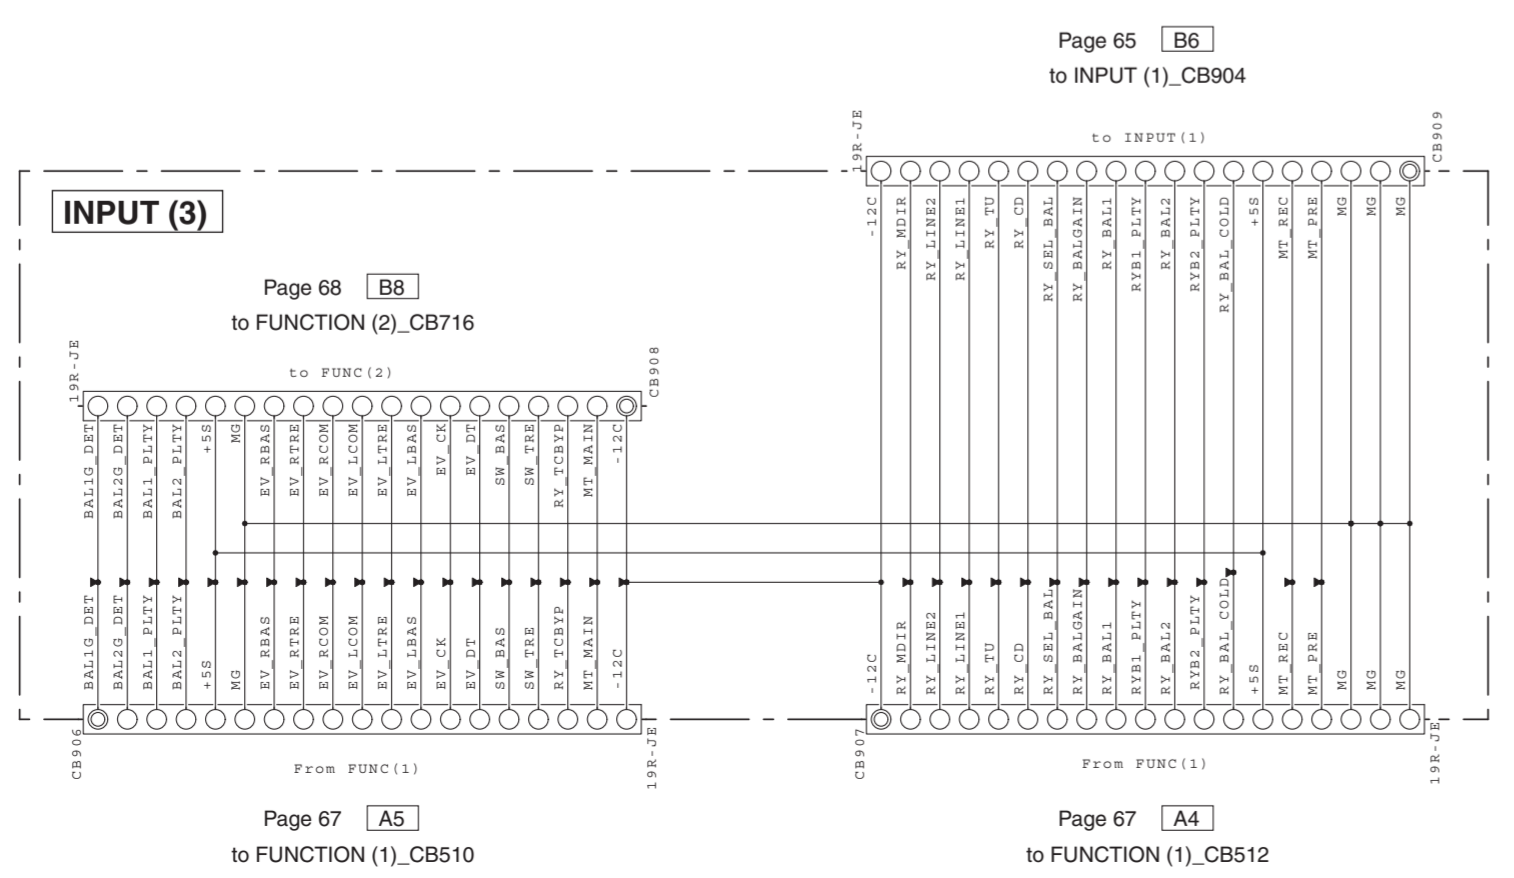 Page 65 B6
to INPUT (1)_CB904
19R-JE
to INPUT(1)
CB909
INPUT (3)
-12C
RY_MDIR
RY_LINE2
RY_LINE1
RY_TU
RY_CD
RY_SEL_BAL
RY_BALGAIN
RY_BAL1
RYB1_PLTY
RY_BAL2
RYB2_PLTY
RY_BAL_COLD
+5S
MT_REC
MT_PRE
MG
MG
MG
Page 68 B8
to FUNCTION (2)_CB716
19R-JE
to FUNC(2)
CB908
BAL1G_DET
BAL2G_DET
BAL1_PLTY
BAL2_PLTY
+5S
MG
EV_RBAS
EV_RTRE
EV_RCOM
EV_LCOM
EV_LTRE
EV_LBAS
EV_CK
EV_DT
SW_BAS
SW_TRE
RY_TCBYP
MT_MAIN
-12C
BAL1G_DET
BAL2G_DET
BAL1_PLTY
BAL2_PLTY
+5S
MG
EV_RBAS
EV_RTRE
EV_RCOM
EV_LCOM
EV_LTRE
EV_LBAS
EV_CK
EV_DT
SW_BAS
SW_TRE
RY_TCBYP
MT_MAIN
-12C
-12C
RY_MDIR
RY_LINE2
RY_LINE1
RY_TU
RY_CD
RY_SEL_BAL
RY_BALGAIN
RY_BAL1
RYB1_PLTY
RY_BAL2
RYB2_PLTY
RY_BAL_COLD
+5S
MT_REC
MT_PRE
MG
MG
MG
CB906
From FUNC(1)
19R-JE
CB907
From FUNC(1)
19R-JE
Page 67 A5
to FUNCTION (1)_CB510
Page 67 A4
to FUNCTION (1)_CB512